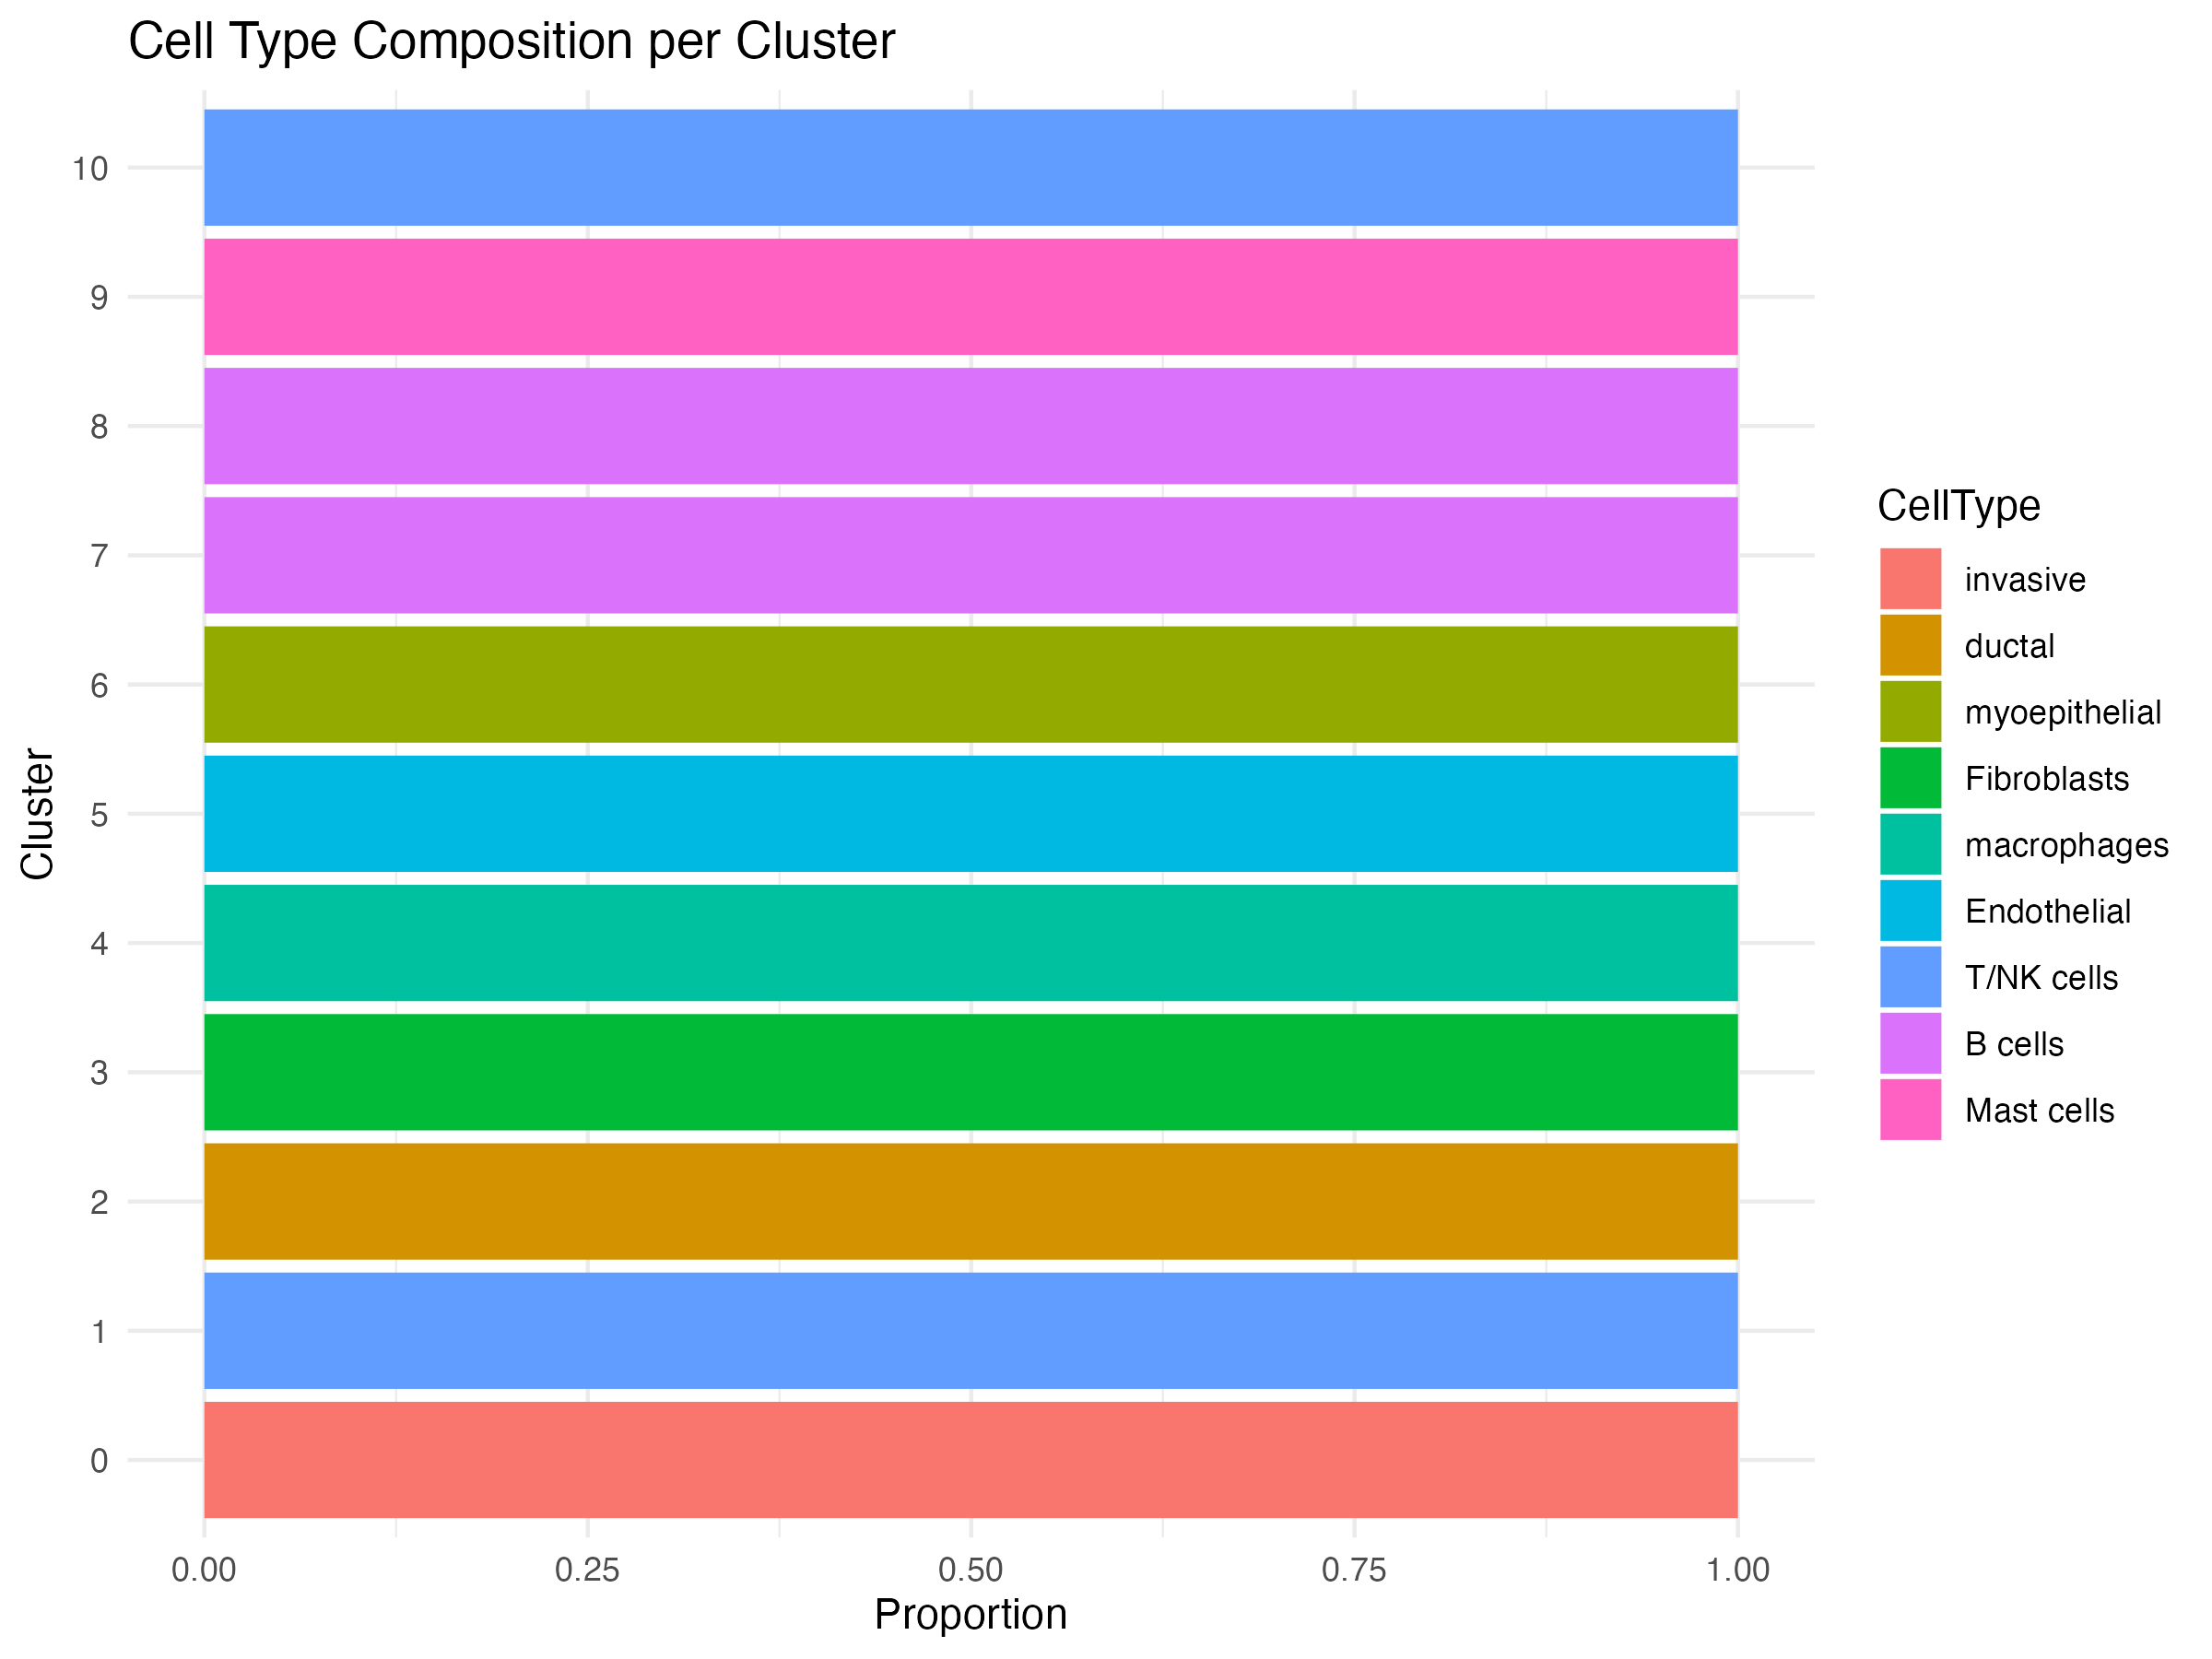 Cell Type Composition per Cluster
10
9
8
7
6
5
4
3
2
1
0
Cluster
0.00 0.25 0.50 0.75 1.00
Proportion
CellType
invasive
ductal
myoepithelial
Fibroblasts
macrophages
Endothelial
T/NK cells
B cells
Mast cells